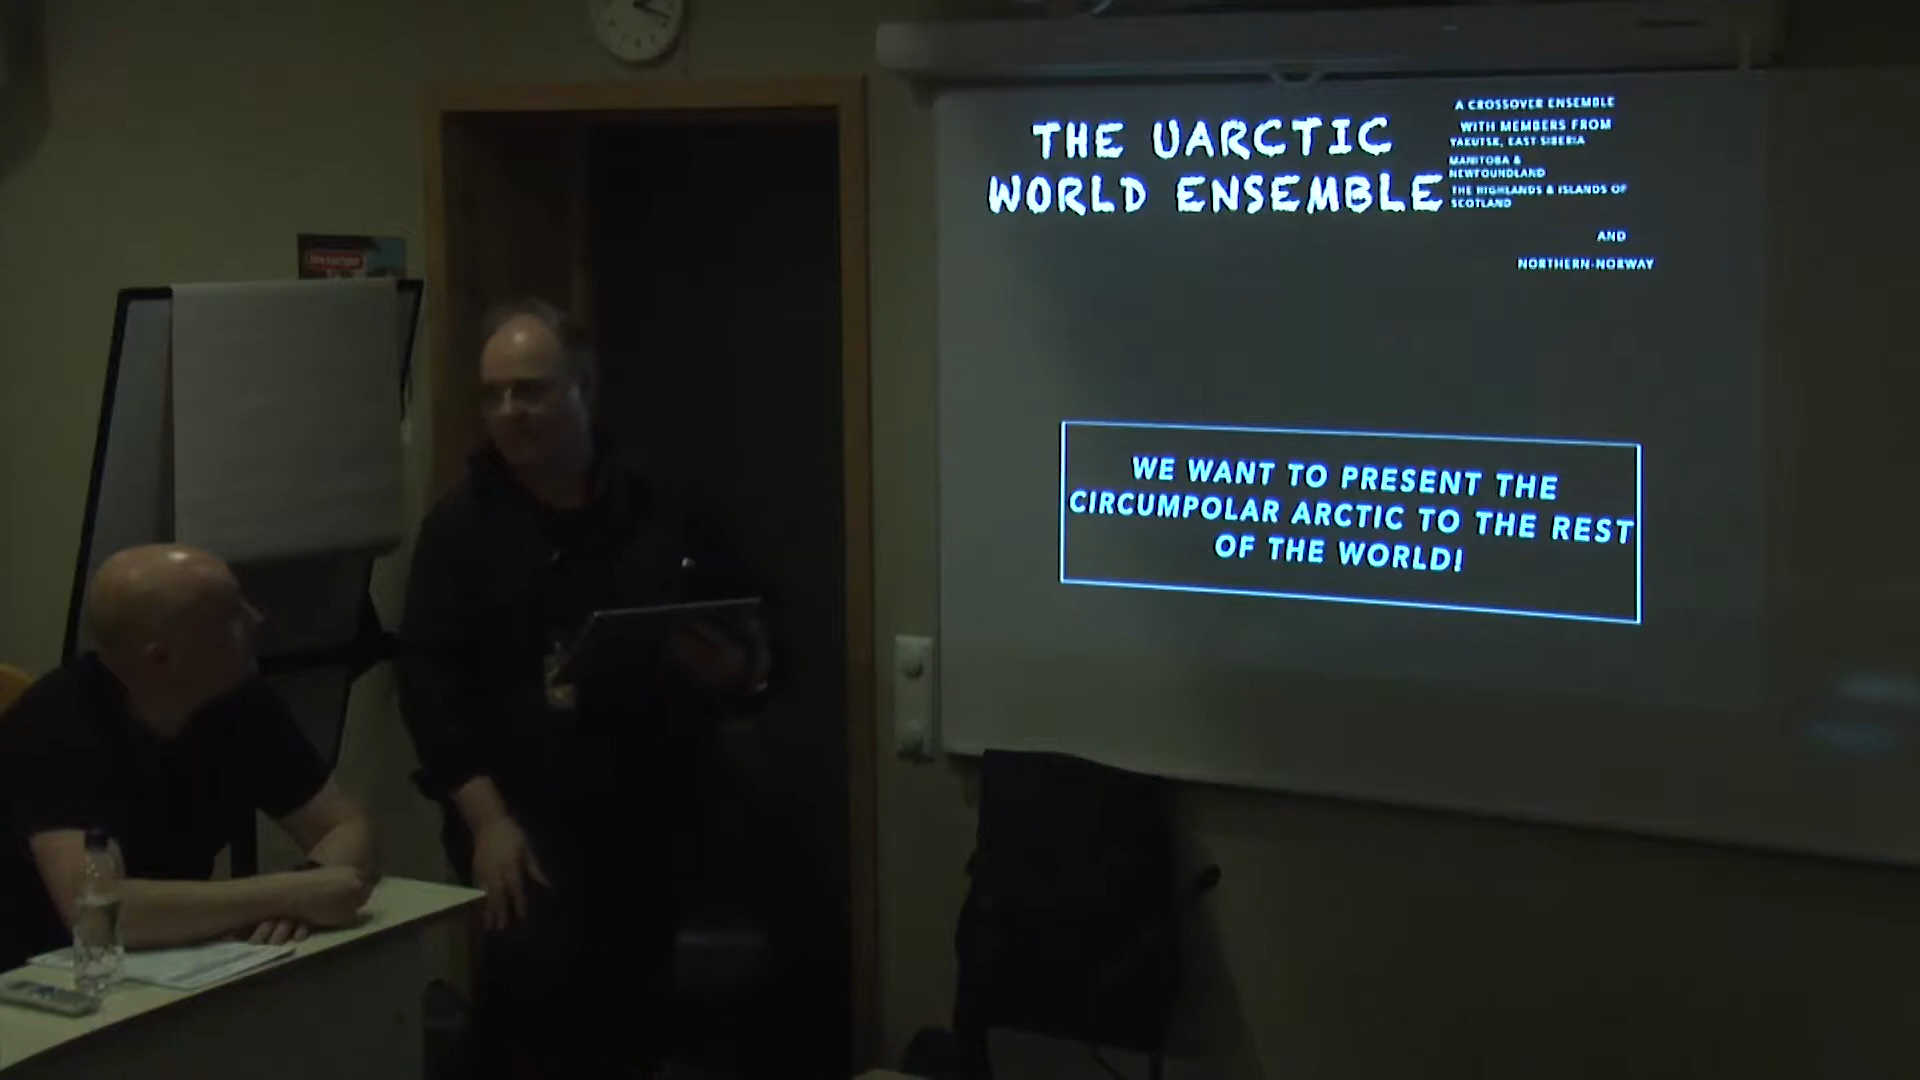 THE UARCTIC
WORLD ENSEMBLE
A CROSSOVER ENSEMBLE
WITH MEMBERS FROM
YAKUTSK, EAST SIBERIA
MANITOBA &
NEWFOUNDLAND
THE HIGHLANDS & ISLANDS OF
SCOTLAND
AND
NORTHERN-NORWAY
WE WANT TO PRESENT THE
CIRCUMPOLAR ARCTIC TO THE REST
OF THE WORLD!